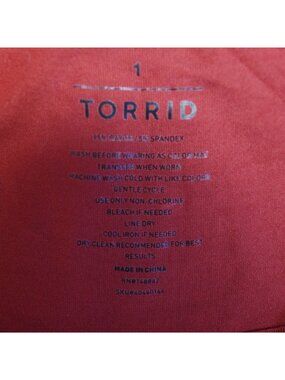 1
TORRID
SPANDEX
WASH BEFORE WEARING AS COLOR MAY
TRANSFER WHEN WORN
MACHINE WASH COLD WITH LIKE COLORS
GENTLE CYCLE
USE ONLY NON-CHLORINE
BLEACH IF NEEDED
LINE DRY
COOL IRON IF NEEDED
DRY CLEAN RECOMMENDED FOR BEST
RESULTS
MADE IN CHINA